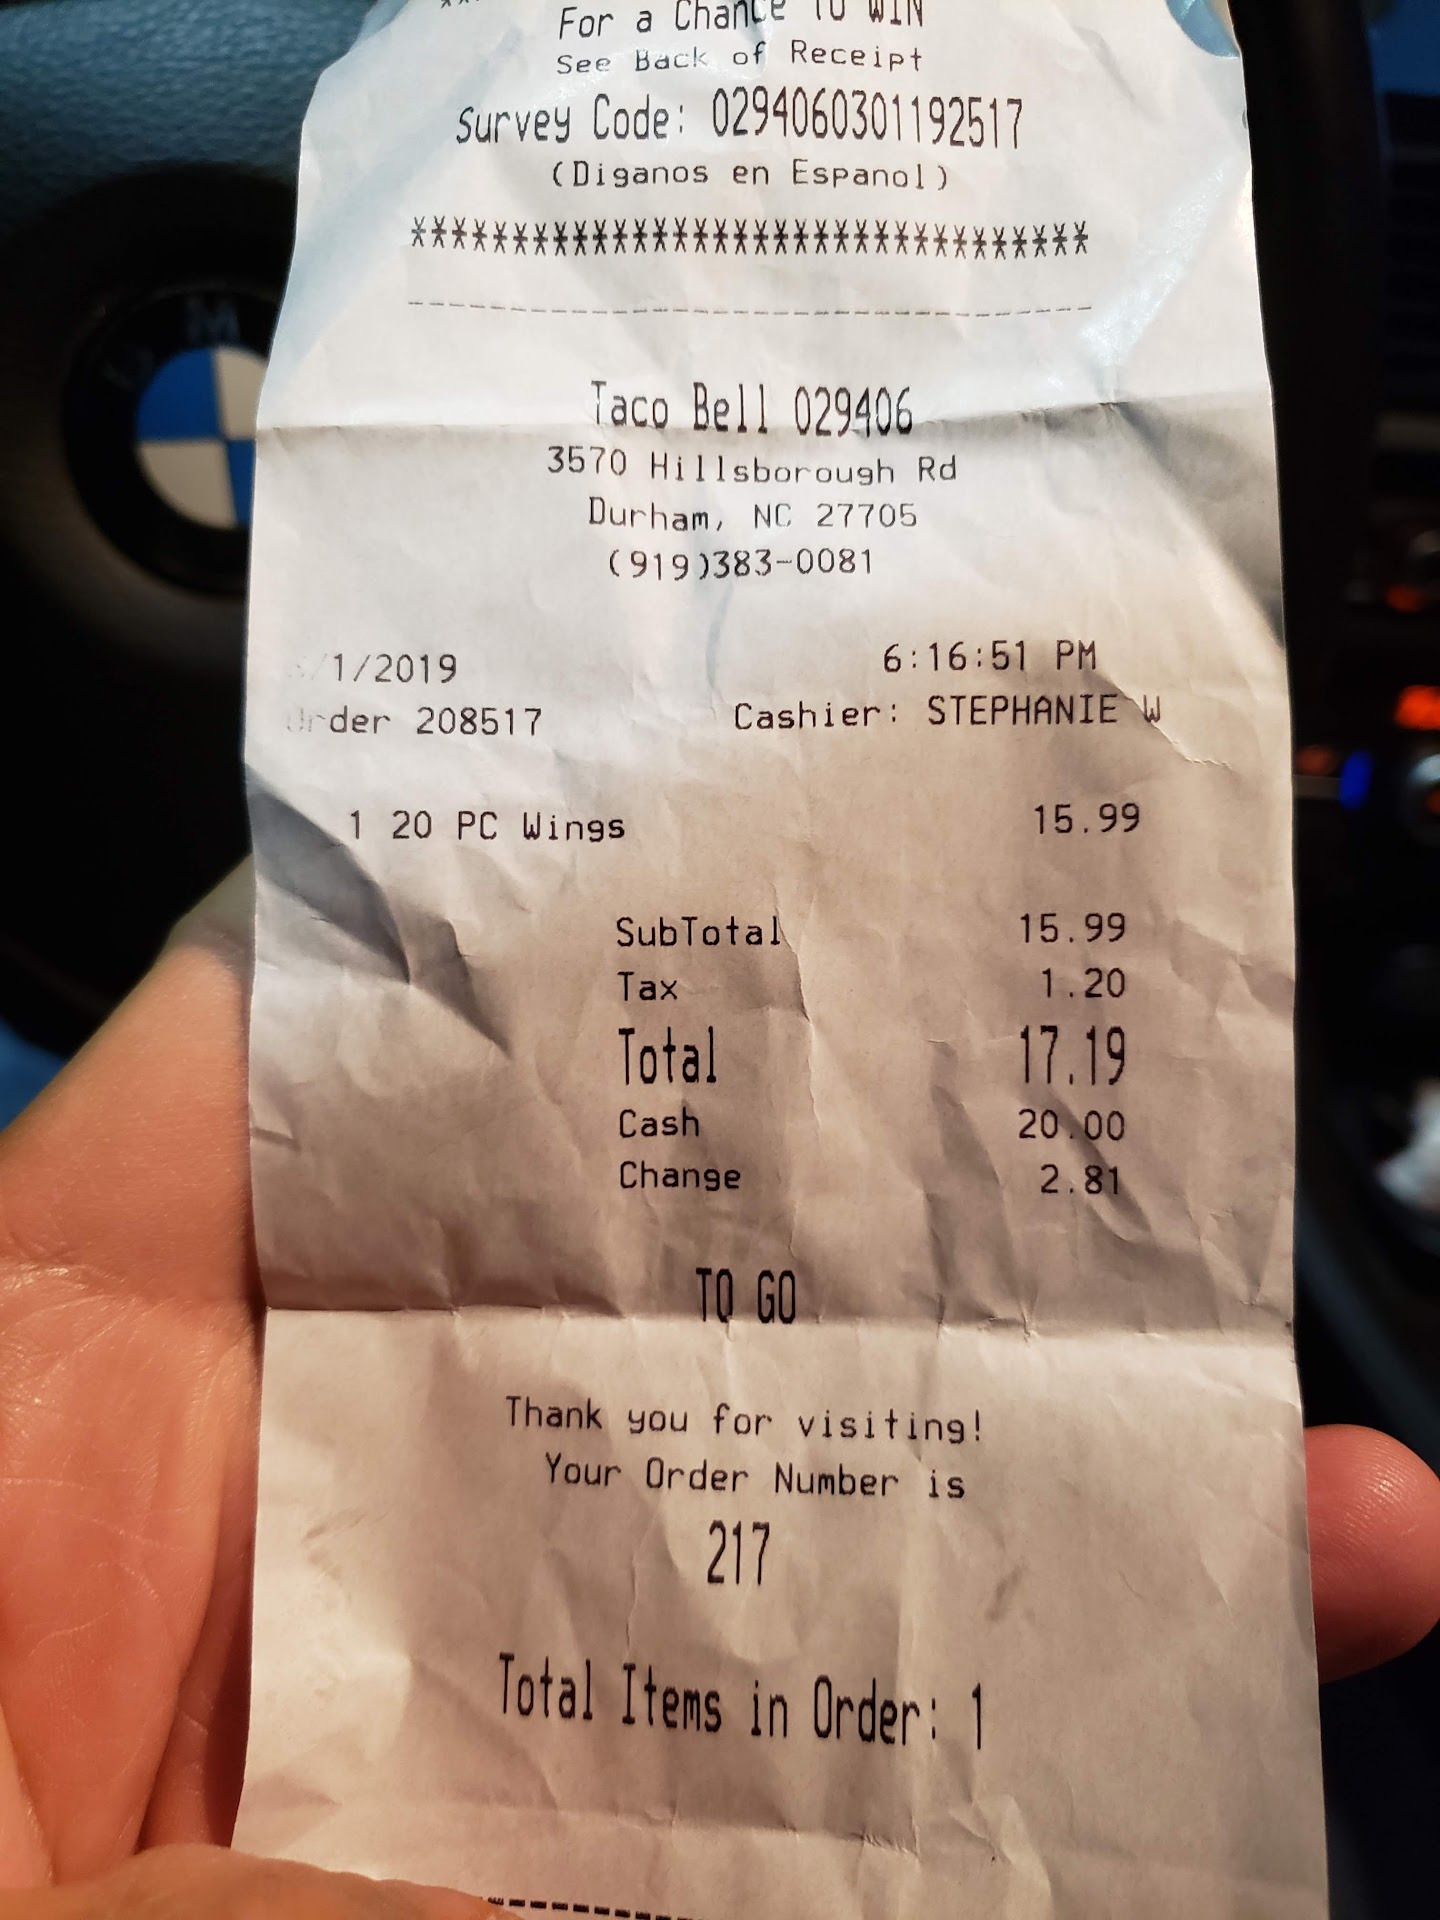 For a Chance To WIN
See Back of Receipt
Survey Code: 0294060301192517
(Diganos en Espanol)
*********************************
Taco Bell 029406
3570 Hillsborough Rd
Durham, NC 27705
(919)383-0081
/1/2019 6:16:51 PM
Order 208517 Cashier: STEPHANIE W
1 20 PC Wings 15.99
SubTotal 15.99
Tax 1.20
Total 17.19
Cash 20.00
Change 2.81
TO GO
Thank you for visiting!
Your Order Number is
217
Total Items in Order: 1